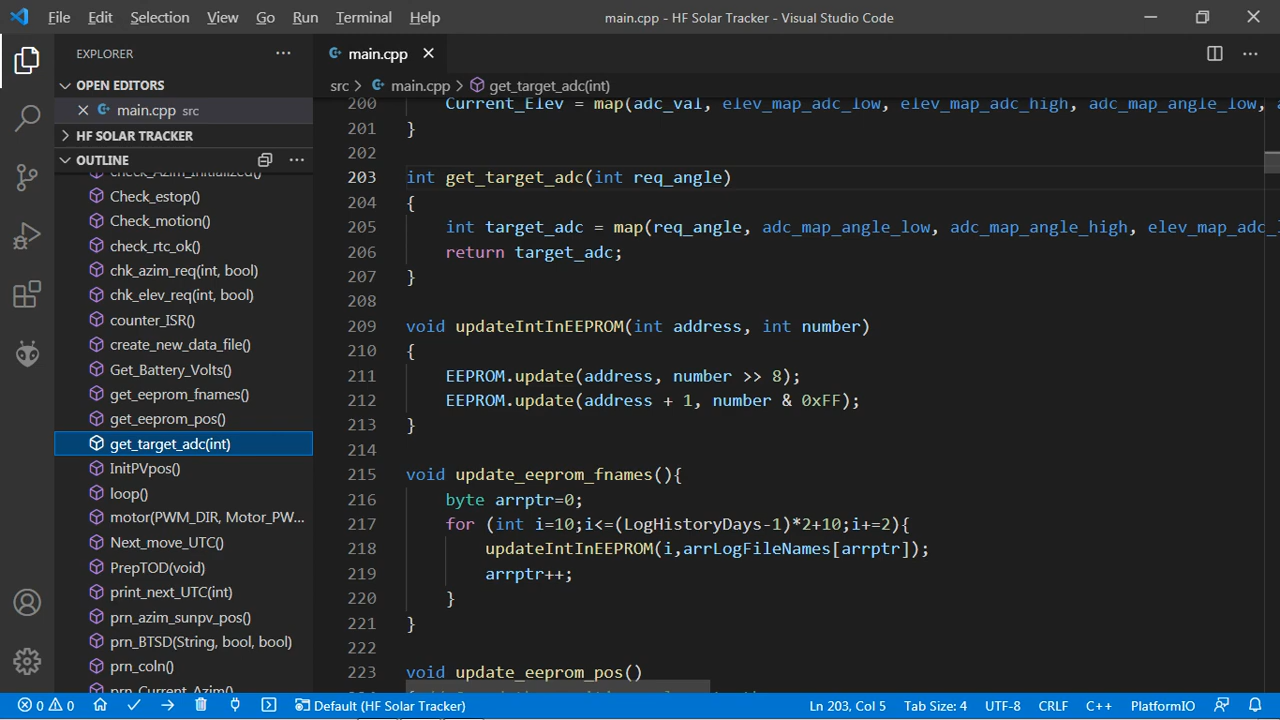 File Edit Selection View Go Run Terminal Help main.cpp - HF Solar Tracker - Visual Studio Code
EXPLORER
OPEN EDITORS
main.cpp src
HF SOLAR TRACKER
OUTLINE
check_Azim_Initialized()
Check_estop()
Check_motion()
check_rtc_ok()
chk_azim_req(int, bool)
chk_elev_req(int, bool)
counter_ISR()
create_new_data_file()
Get_Battery_Volts()
get_eeprom_fnames()
get_eeprom_pos()
get_target_adc(int)
InitPVpos()
loop()
motor(PWM_DIR, Motor_PW...
Next_move_UTC()
PrepTOD(void)
print_next_UTC(int)
prn_azim_sunpv_pos()
prn_BTSD(String, bool, bool)
prn_coln()
prn_Current_Azim()
main.cpp
src > main.cpp > get_target_adc(int)
200 Current_Elev = map(adc_val, elev_map_adc_low, elev_map_adc_high, adc_map_angle_low,
201 }
202
203 int get_target_adc(int req_angle)
204 {
205 int target_adc = map(req_angle, adc_map_angle_low, adc_map_angle_high, elev_map_adc_
206 return target_adc;
207 }
208
209 void updateIntInEEPROM(int address, int number)
210 {
211 EEPROM.update(address, number >> 8);
212 EEPROM.update(address + 1, number & 0xFF);
213 }
214
215 void update_eeprom_fnames(){
216 byte arrptr=0;
217 for (int i=10;i<=(LogHistoryDays-1)*2+10;i+=2){
218 updateIntInEEPROM(i,arrLogFileNames[arrptr]);
219 arrptr++;
220 }
221 }
222
223 void update_eeprom_pos()
0 0 Default (HF Solar Tracker) Ln 203, Col 5 Tab Size: 4 UTF-8 CRLF C++ PlatformIO